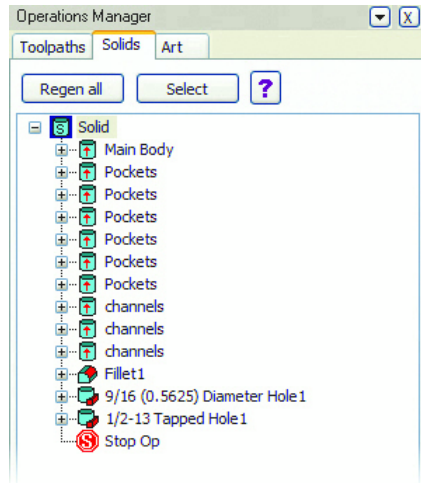 Operations Manager
Toolpaths Solids Art
Regen all Select ?
Solid
Main Body
Pockets
Pockets
Pockets
Pockets
Pockets
Pockets
channels
channels
channels
Fillet1
9/16 (0.5625) Diameter Hole1
1/2-13 Tapped Hole1
Stop Op